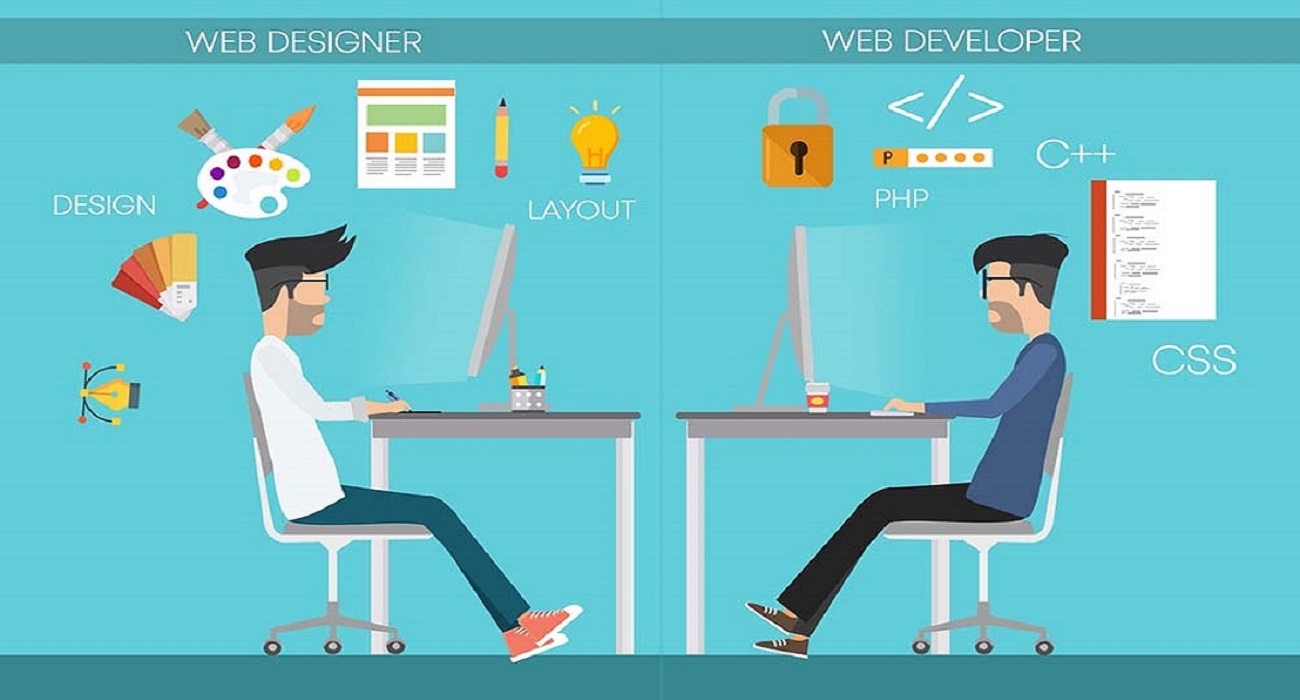 WEB DESIGNER
DESIGN
LAYOUT
WEB DEVELOPER
</>
P
C++
PHP
CSS